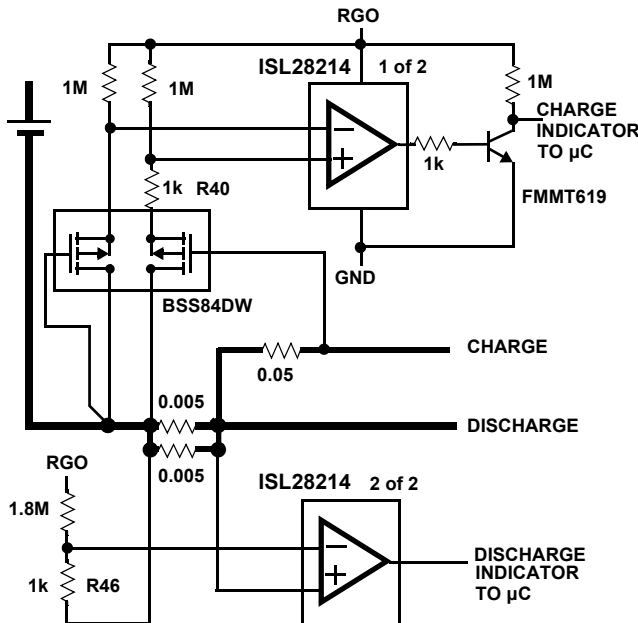 RGO
ISL28214 1 of 2
1M
1M
1M
CHARGE
INDICATOR
TO µC
1k
1k R40
FMMT619
GND
BSS84DW
CHARGE
0.05
0.005
DISCHARGE
0.005
RGO
ISL28214 2 of 2
1.8M
1k R46
DISCHARGE
INDICATOR
TO µC